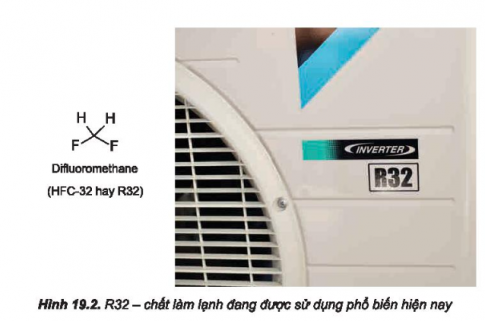 H H
F F
Difluoromethane
(HFC-32 hay R32)
INVERTER
R32
Hình 19.2. R32 – chất làm lạnh đang được sử dụng phổ biến hiện nay